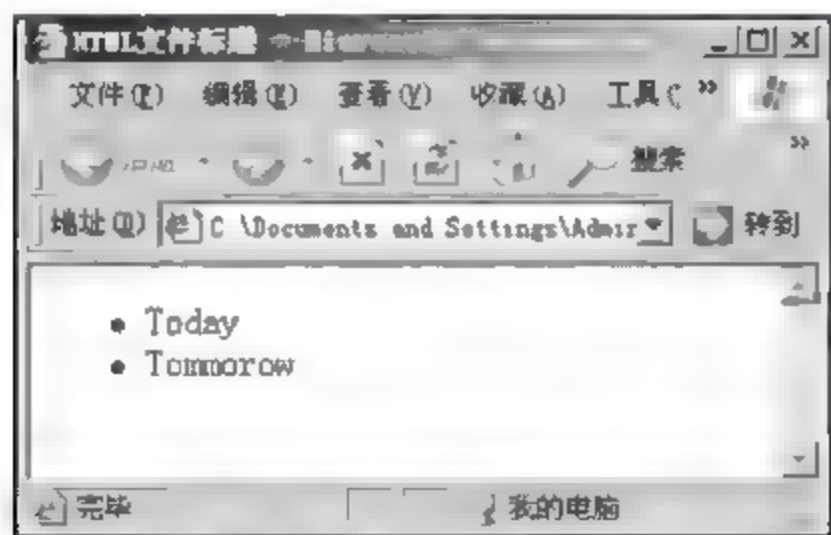 HTML文件标题
文件(F) 编辑(E) 查看(V) 收藏(A) 工具( »
搜索 »
地址(D) C \Documents and Settings\Admir 转到
Today
Tommorow
完毕 我的电脑